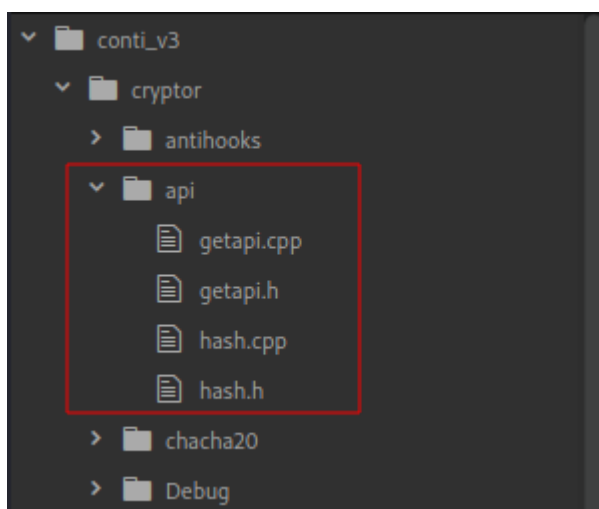 conti_v3
cryptor
antihooks
api
getapi.cpp
getapi.h
hash.cpp
hash.h
chacha20
Debug